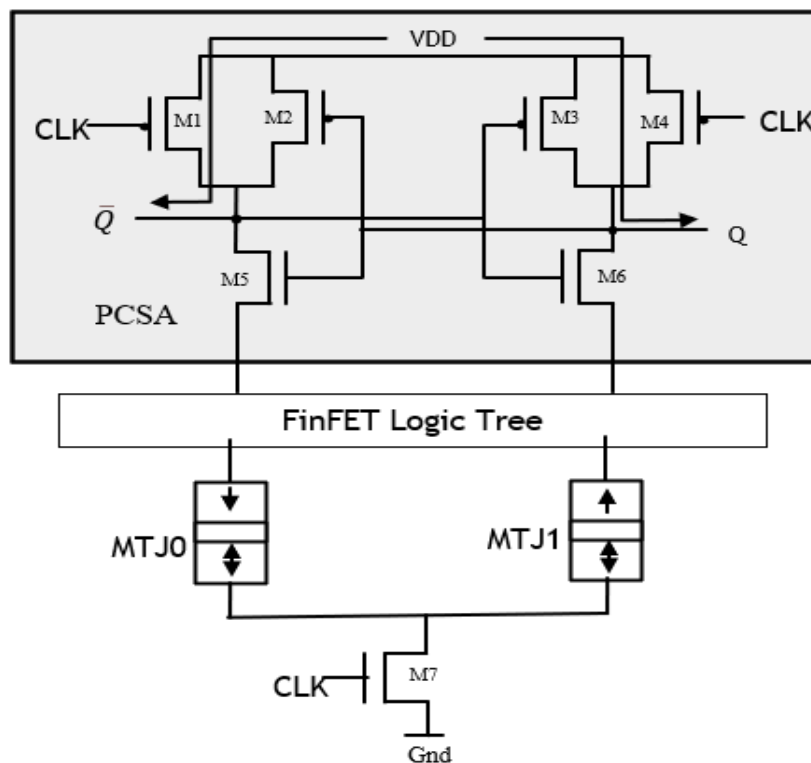 VDD
CLK
M1
M2
M3
M4
CLK
Q̅
Q
M5
M6
PCSA
FinFET Logic Tree
MTJ0
MTJ1
CLK
M7
Gnd